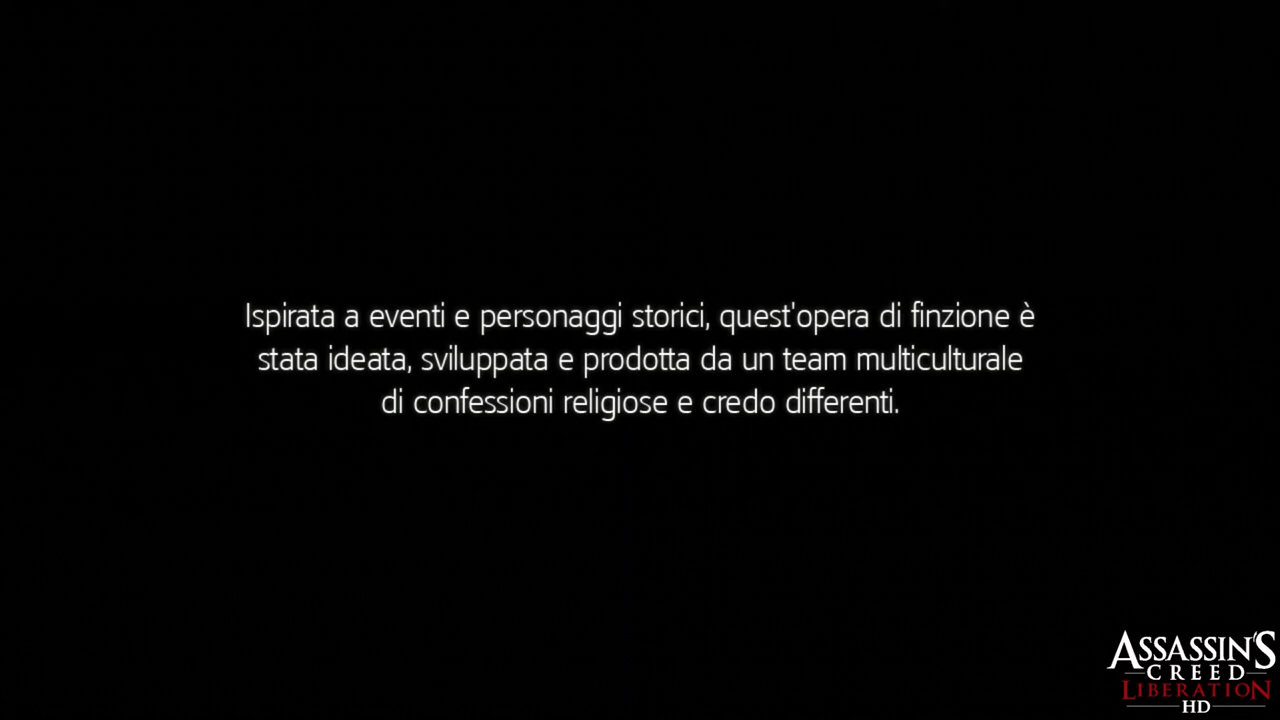 Ispirata a eventi e personaggi storici, quest'opera di finzione è
stata ideata, sviluppata e prodotta da un team multiculturale
di confessioni religiose e credo differenti.
ASSASSIN'S
CREED
LIBERATION
HD